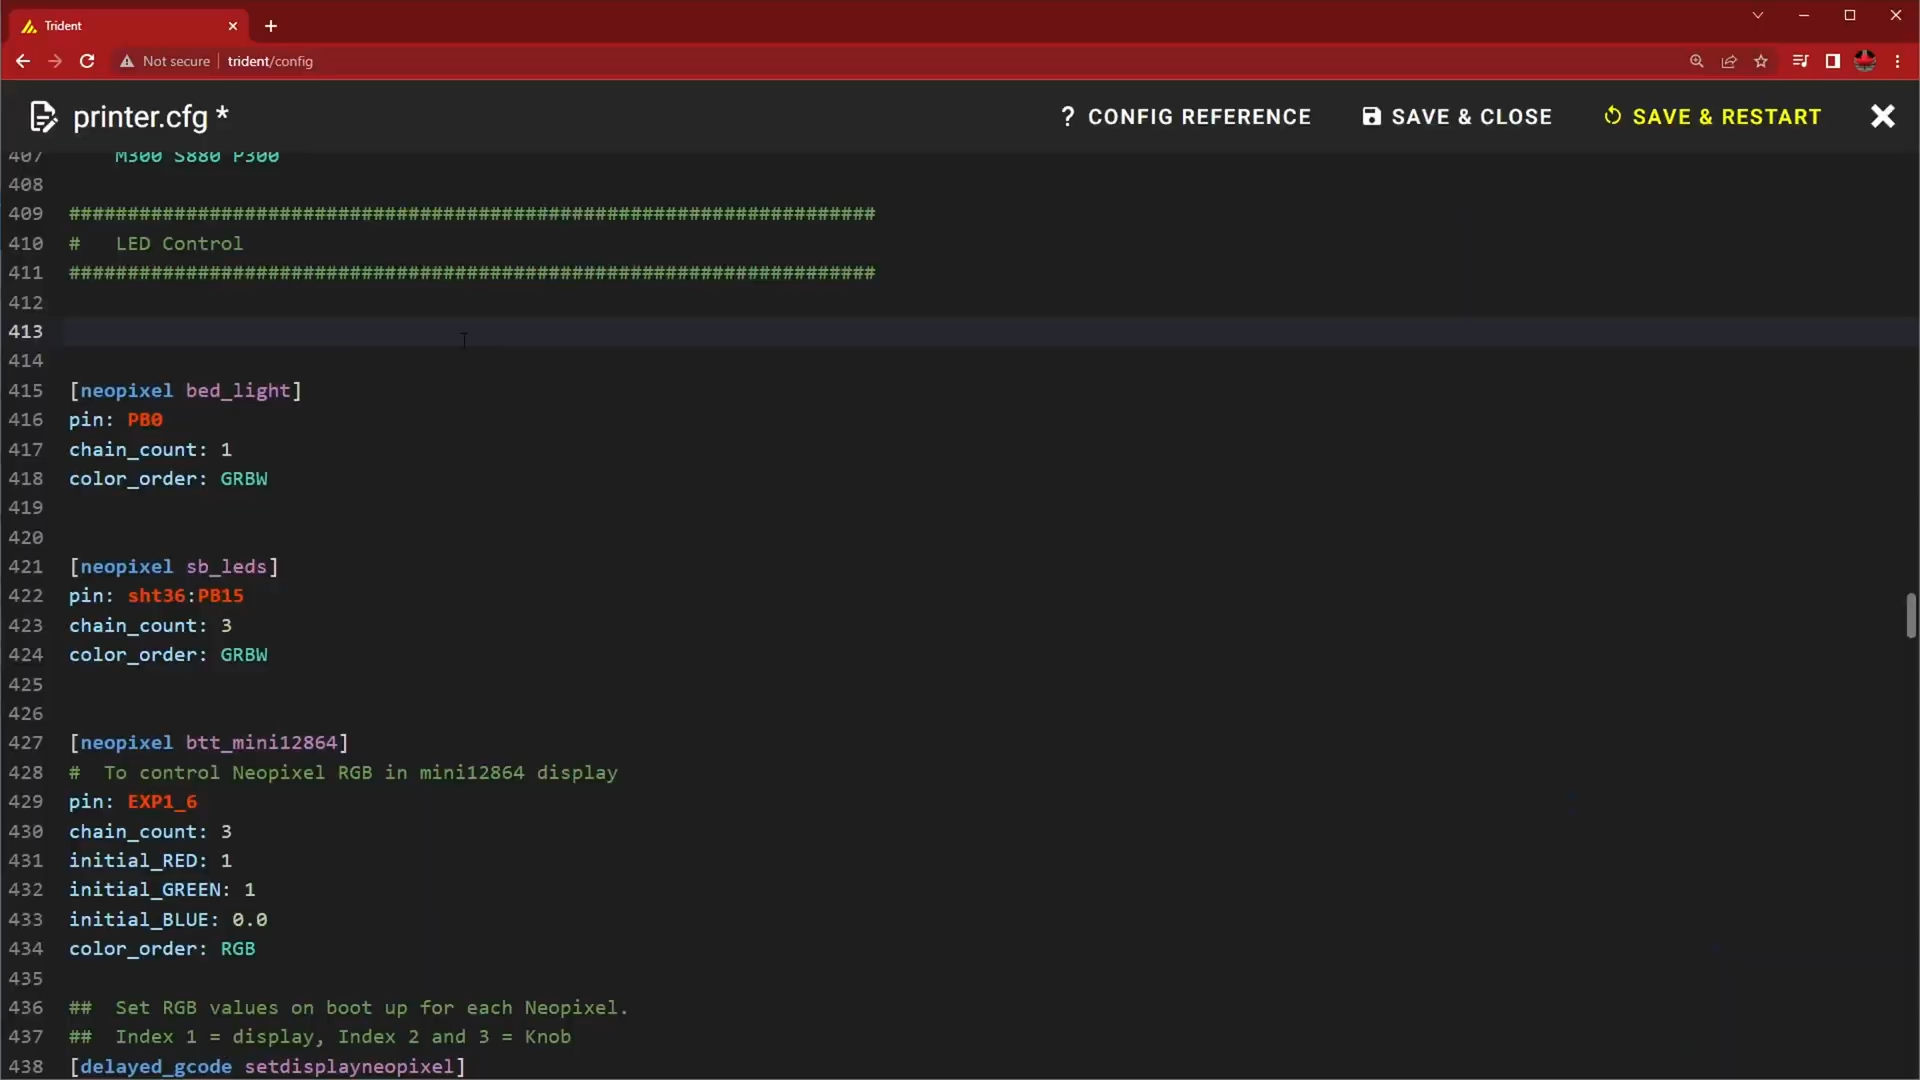 Trident
Not secure
trident/config
printer.cfg *
? CONFIG REFERENCE
SAVE & CLOSE
SAVE & RESTART
407 M300 S880 P300
408
409 #####################################################################
410 #   LED Control
411 #####################################################################
412
413
414
415 [neopixel bed_light]
416 pin: PB0
417 chain_count: 1
418 color_order: GRBW
419
420
421 [neopixel sb_leds]
422 pin: sht36:PB15
423 chain_count: 3
424 color_order: GRBW
425
426
427 [neopixel btt_mini12864]
428 #  To control Neopixel RGB in mini12864 display
429 pin: EXP1_6
430 chain_count: 3
431 initial_RED: 1
432 initial_GREEN: 1
433 initial_BLUE: 0.0
434 color_order: RGB
435
436 ##  Set RGB values on boot up for each Neopixel.
437 ##  Index 1 = display, Index 2 and 3 = Knob
438 [delayed_gcode setdisplayneopixel]